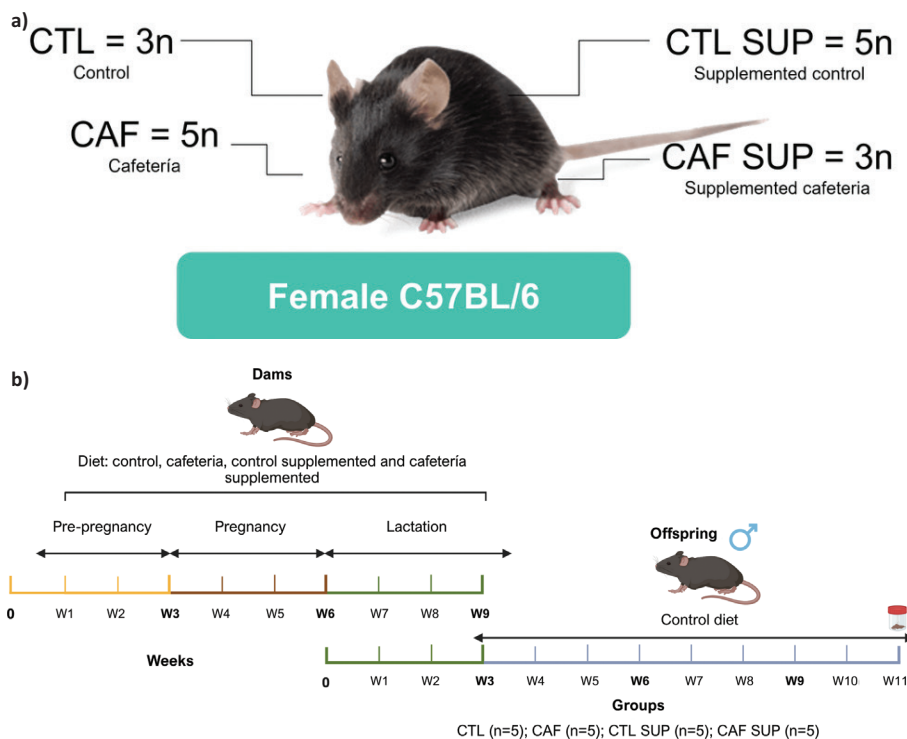 a)
CTL = 3n
Control
CTL SUP = 5n
Supplemented control
CAF = 5n
Cafetería
CAF SUP = 3n
Supplemented cafeteria
Female C57BL/6
b)
Dams
Diet: control, cafeteria, control supplemented and cafetería
supplemented
Pre-pregnancy
Pregnancy
Lactation
Offspring
Control diet
0 W1 W2 W3 W4 W5 W6 W7 W8 W9
Weeks
0 W1 W2 W3 W4 W5 W6 W7 W8 W9 W10 W11
Groups
CTL (n=5); CAF (n=5); CTL SUP (n=5); CAF SUP (n=5)